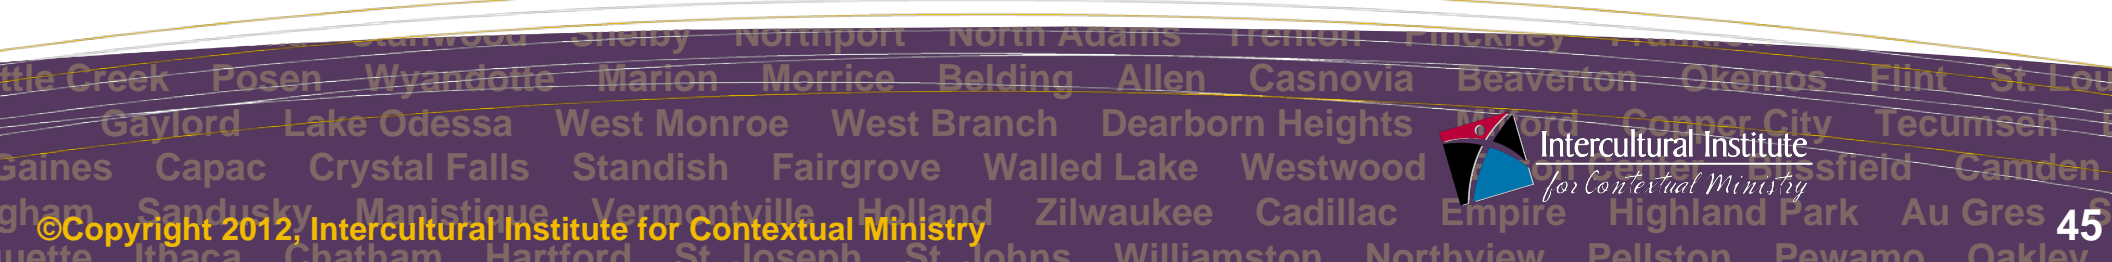 Stanwood Shelby Northport North Adams Trenton Pinckney
ttle Creek Posen Wyandotte Marion Morrice Belding Allen Casnovia Beaverton Okemos Flint St. Lou
Gaylord Lake Odessa West Monroe West Branch Dearborn Heights Copper City Tecumseh
Intercultural Institute
for Contextual Ministry
Gaines Capac Crystal Falls Standish Fairgrove Walled Lake Westwood Center Camden
gham Sandusky Manistique Vermontville Holland Zilwaukee Cadillac Empire Highland Park Au Gres
©Copyright 2012, Intercultural Institute for Contextual Ministry
45
uette Ithaca Chatham Hartford St. Joseph St. Johns Williamston Northview Pellston Pewamo Oakley